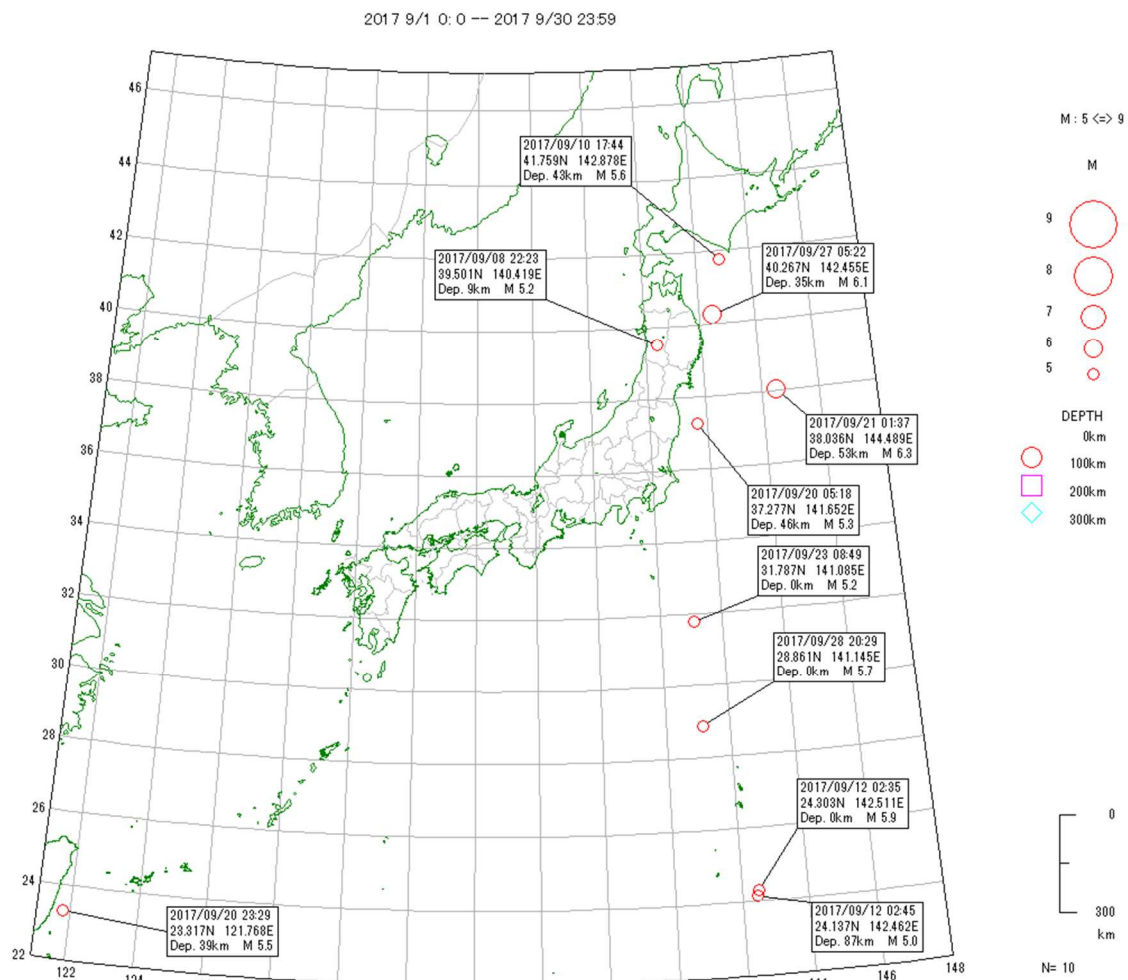 2017 9/1 0: 0 -- 2017 9/30 23:59
46
44
42
40
38
36
34
32
30
28
26
24
22
122
124
144
146
148
2017/09/10 17:44
41.759N 142.878E
Dep. 43km M 5.6
2017/09/08 22:23
39.501N 140.419E
Dep. 9km M 5.2
2017/09/27 05:22
40.267N 142.455E
Dep. 35km M 6.1
2017/09/21 01:37
38.036N 144.489E
Dep. 53km M 6.3
2017/09/20 05:18
37.277N 141.652E
Dep. 46km M 5.3
2017/09/23 08:49
31.787N 141.085E
Dep. 0km M 5.2
2017/09/28 20:29
28.861N 141.145E
Dep. 0km M 5.7
2017/09/12 02:35
24.303N 142.511E
Dep. 0km M 5.9
2017/09/12 02:45
24.137N 142.462E
Dep. 87km M 5.0
2017/09/20 23:29
23.317N 121.768E
Dep. 39km M 5.5
M : 5 <=> 9
M
9
8
7
6
5
DEPTH
0km
100km
200km
300km
0
300
km
N= 10